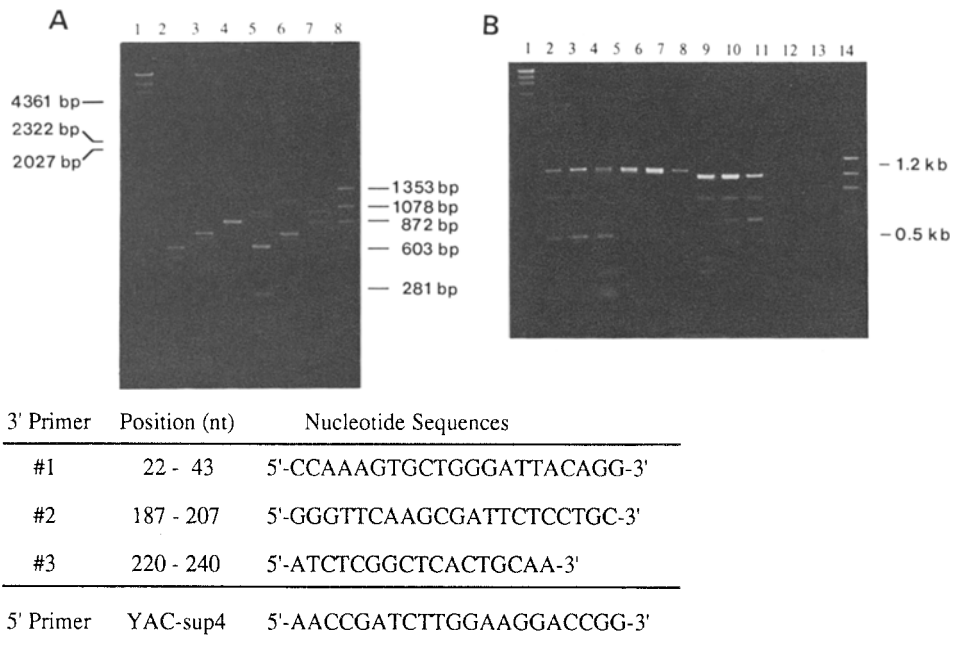 A
1 2 3 4 5 6 7 8
4361 bp
2322 bp
2027 bp
1353 bp
1078 bp
872 bp
603 bp
281 bp
B
1 2 3 4 5 6 7 8 9 10 11 12 13 14
- 1.2 kb
- 0.5 kb
3' Primer Position (nt) Nucleotide Sequences
#1 22 - 43 5'-CCAAAGTGCTGGGATTACAGG-3'
#2 187 - 207 5'-GGGTTCAAGCGATTCTCCTGC-3'
#3 220 - 240 5'-ATCTCGGCTCACTGCAA-3'
5' Primer YAC-sup4 5'-AACCGATCTTGGAAGGACCGG-3'